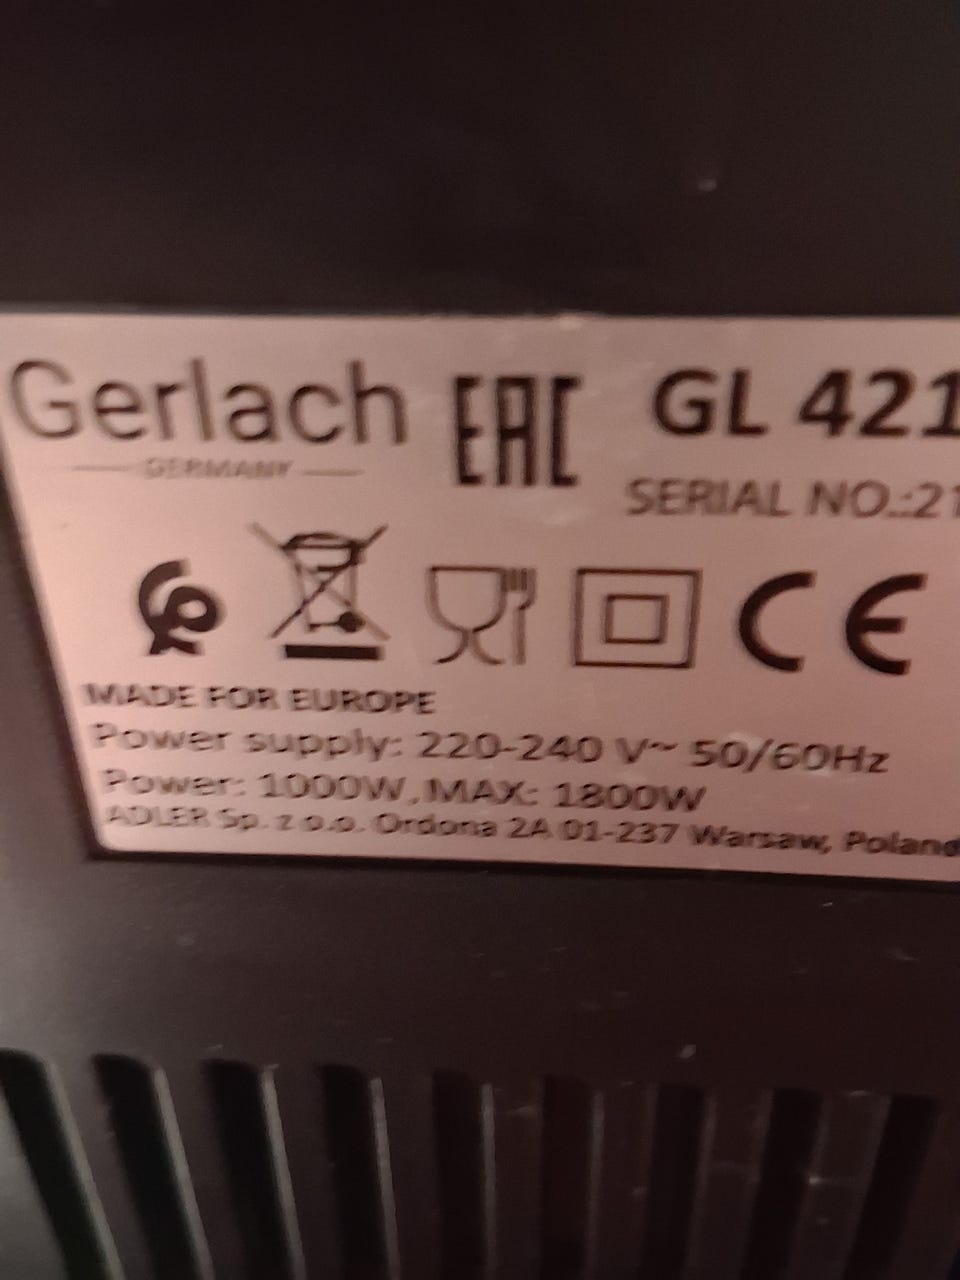 Gerlach EAC GL 421
GERMANY
SERIAL NO.:21
CE
MADE FOR EUROPE
Power supply: 220-240 V~ 50/60Hz
Power: 1000W, MAX: 1800W
ADLER Sp. z o.o. Ordona 2A 01-237 Warsaw, Poland